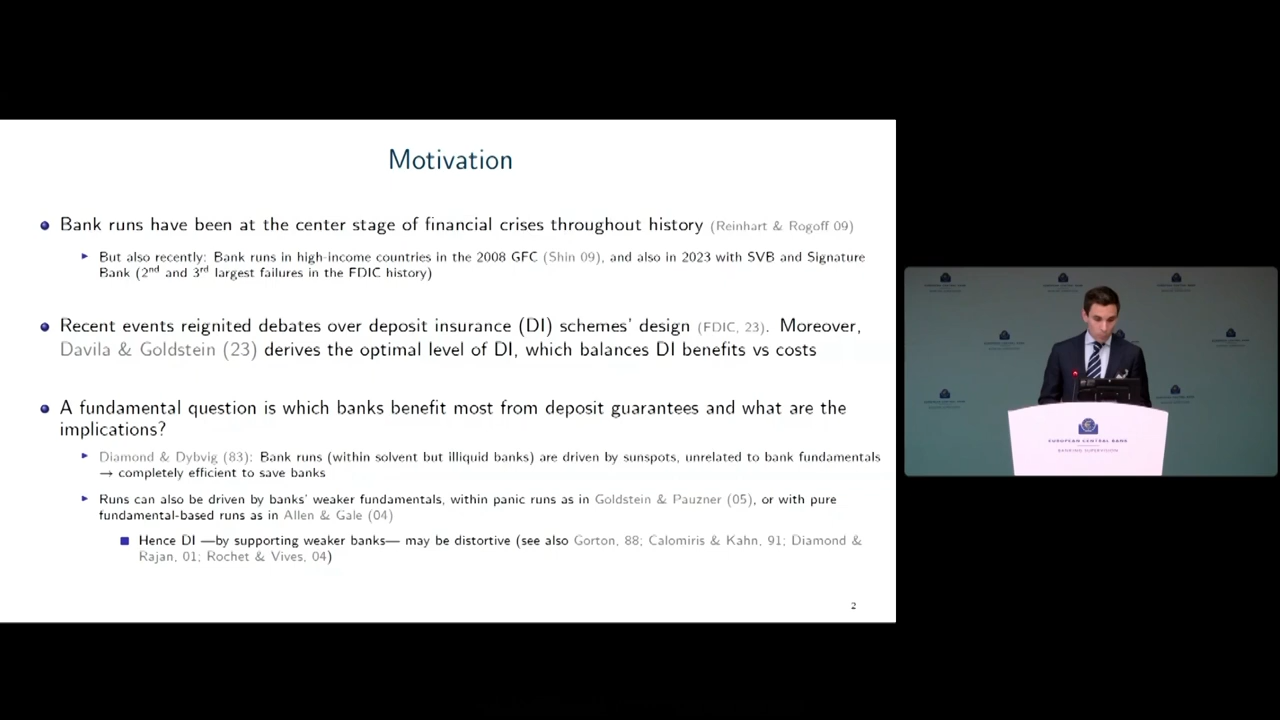 Motivation
Bank runs have been at the center stage of financial crises throughout history (Reinhart & Rogoff 09)
But also recently: Bank runs in high-income countries in the 2008 GFC (Shin 09), and also in 2023 with SVB and Signature
Bank (2nd and 3rd largest failures in the FDIC history)
Recent events reignited debates over deposit insurance (DI) schemes' design (FDIC, 23). Moreover,
Davila & Goldstein (23) derives the optimal level of DI, which balances DI benefits vs costs
A fundamental question is which banks benefit most from deposit guarantees and what are the
implications?
Diamond & Dybvig (83): Bank runs (within solvent but illiquid banks) are driven by sunspots, unrelated to bank fundamentals
→ completely efficient to save banks
Runs can also be driven by banks' weaker fundamentals, within panic runs as in Goldstein & Pauzner (05), or with pure
fundamental-based runs as in Allen & Gale (04)
Hence DI —by supporting weaker banks— may be distortive (see also Gorton, 88; Calomiris & Kahn, 91; Diamond &
Rajan, 01; Rochet & Vives, 04)
2
EUROPEAN CENTRAL BANK
BANKING SUPERVISION